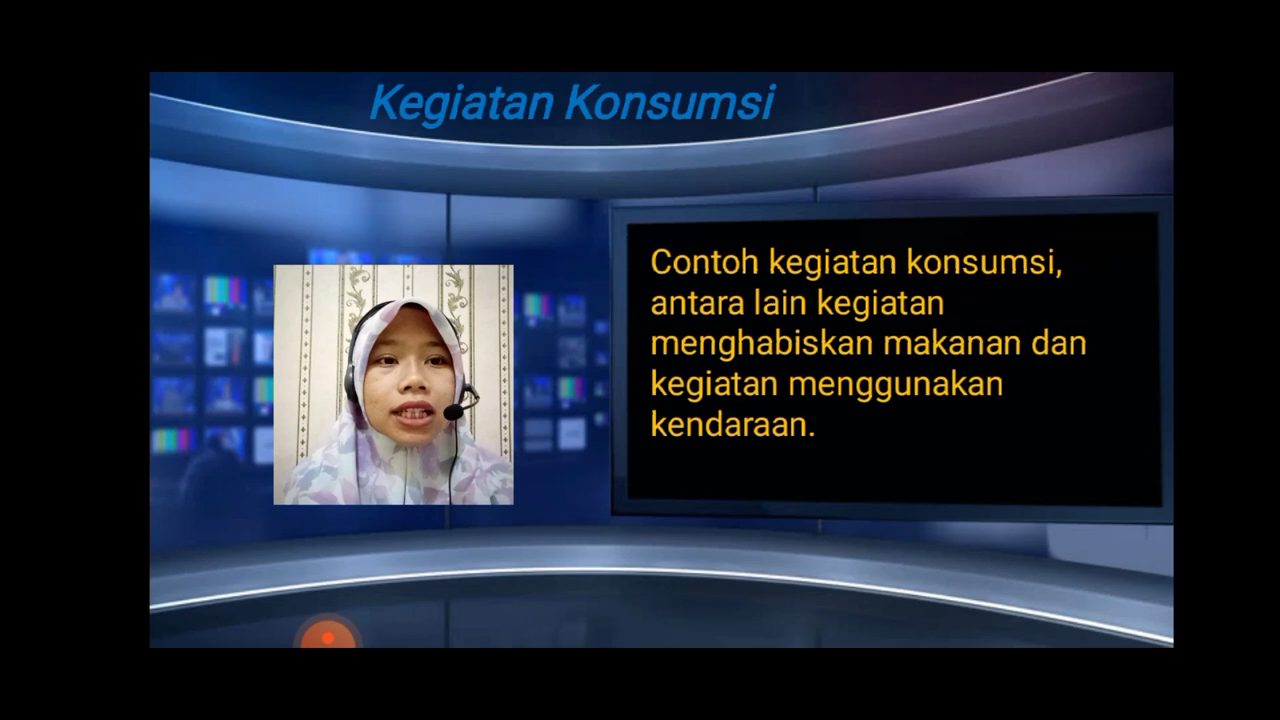 Kegiatan Konsumsi
Contoh kegiatan konsumsi,
antara lain kegiatan
menghabiskan makanan dan
kegiatan menggunakan
kendaraan.